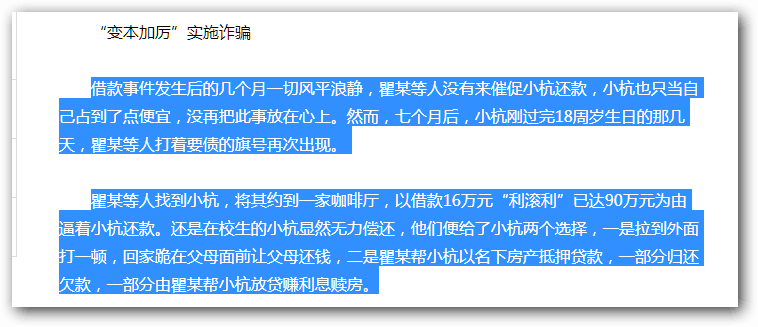 “变本加厉”实施诈骗
借款事件发生后的几个月一切风平浪静，瞿某等人没有来催促小杭还款，小杭也只当自
己占到了点便宜，没再把此事放在心上。然而，七个月后，小杭刚过完18周岁生日的那几
天，瞿某等人打着要债的旗号再次出现。
瞿某等人找到小杭，将其约到一家咖啡厅，以借款16万元“利滚利”已达90万元为由
逼着小杭还款。还是在校生的小杭显然无力偿还，他们便给了小杭两个选择，一是拉到外面
打一顿，回家跪在父母面前让父母还钱，二是瞿某帮小杭以名下房产抵押贷款，一部分归还
欠款，一部分由瞿某帮小杭放贷赚利息赎房。